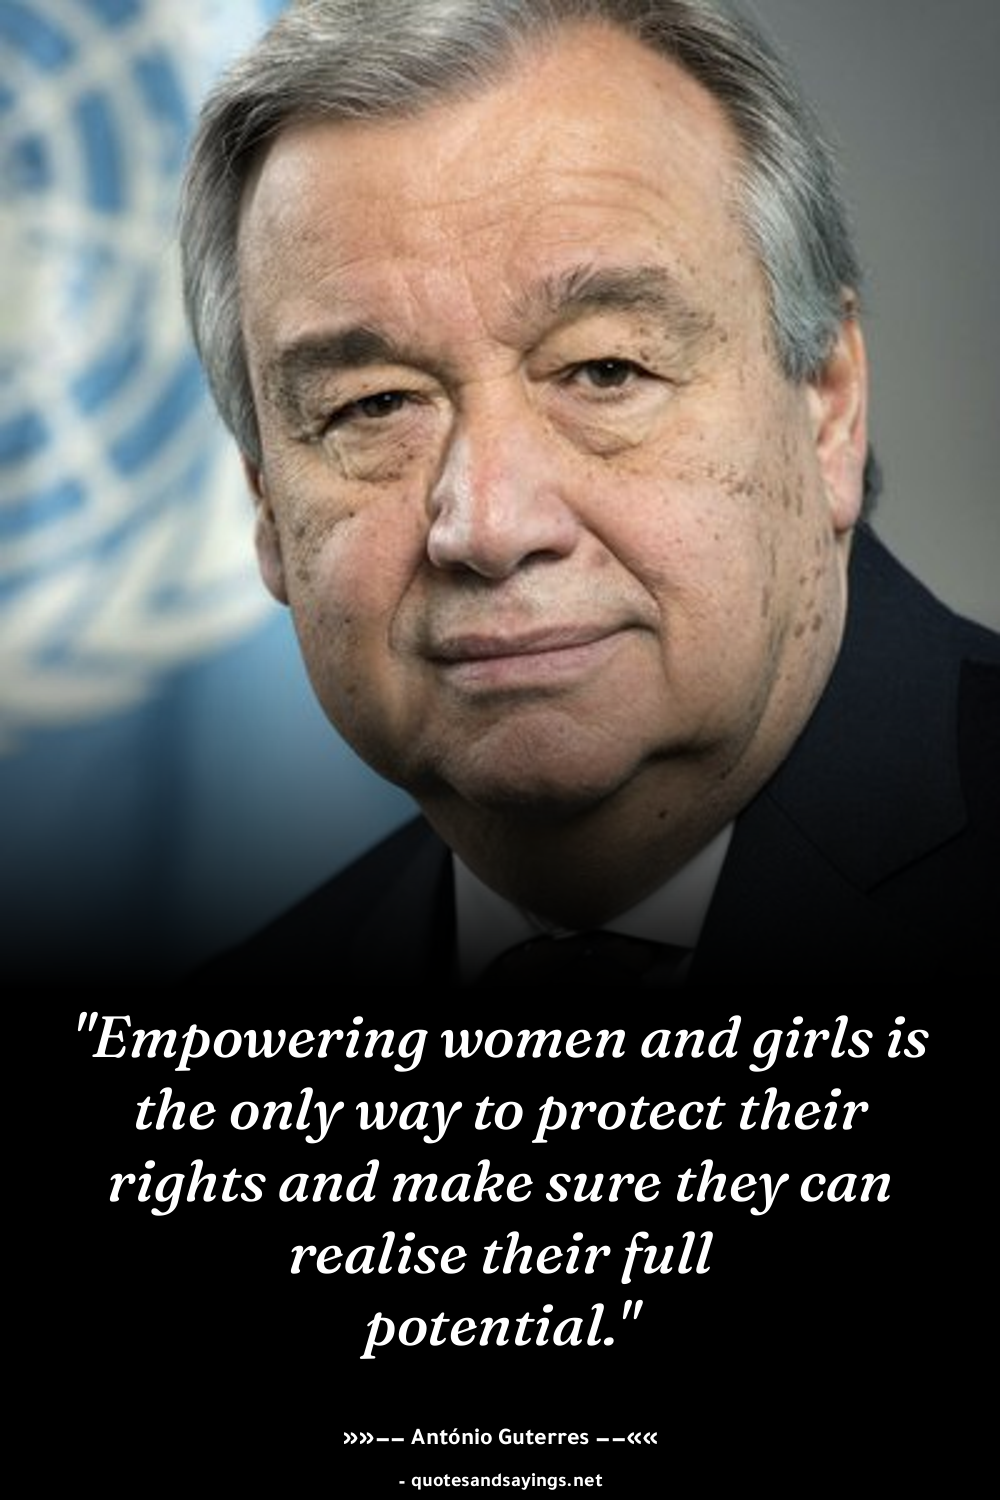 "Empowering women and girls is
the only way to protect their
rights and make sure they can
realise their full
potential."
»»–– António Guterres ––««
- quotesandsayings.net